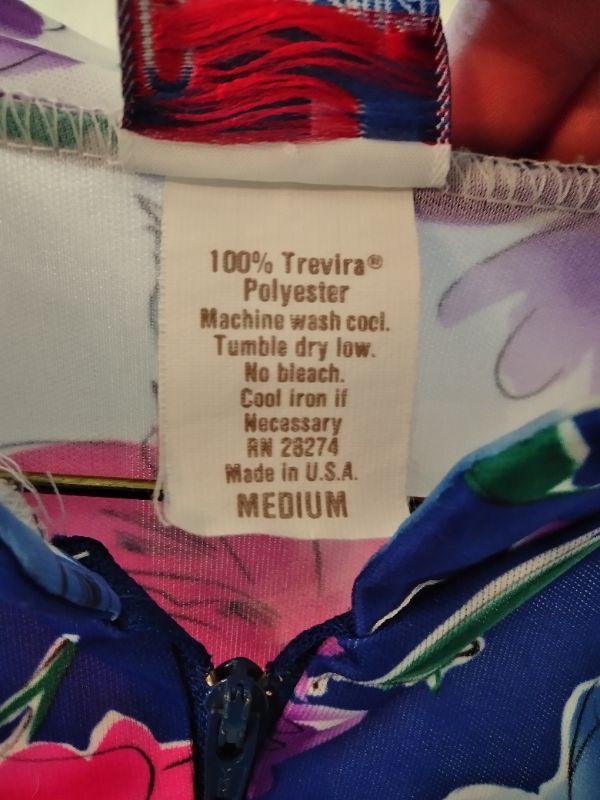 100% Trevira®
Polyester
Machine wash cool.
Tumble dry low.
No bleach.
Cool iron if
Necessary
RN 28274
Made in U.S.A.
MEDIUM